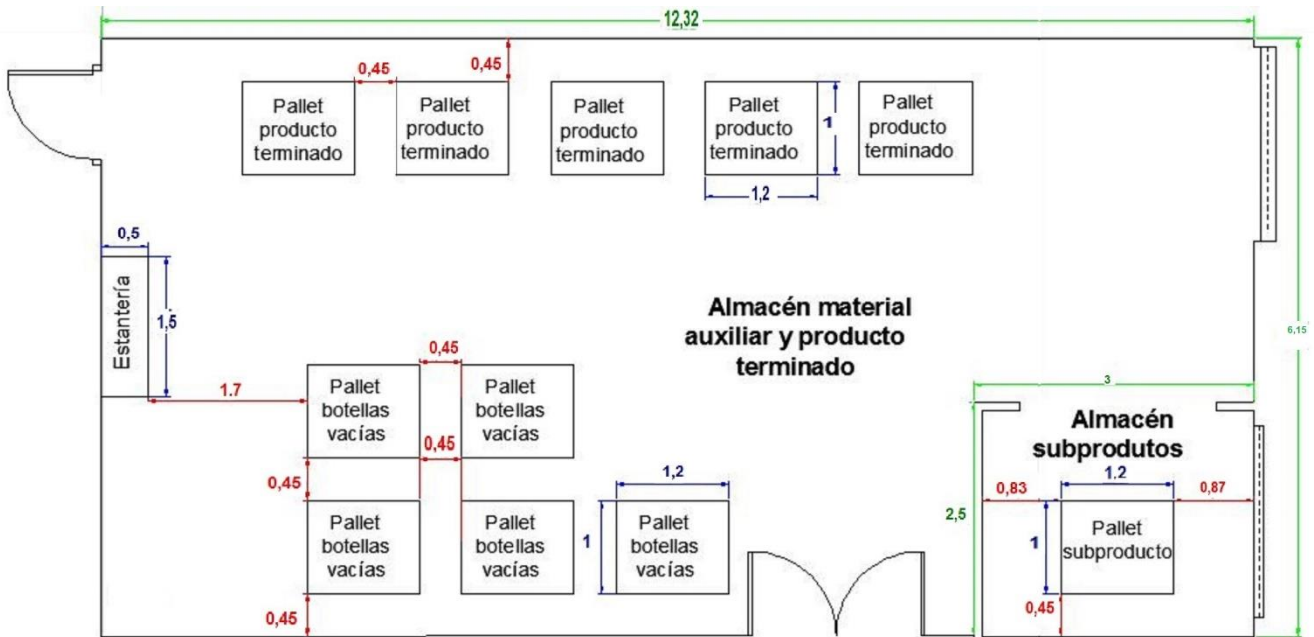 12,32
0,45
0,45
Pallet
producto
terminado
Pallet
producto
terminado
Pallet
producto
terminado
Pallet
producto
terminado
Pallet
producto
terminado
1
1,2
0,5
Estantería
1,5
6,15
Almacén material
auxiliar y producto
terminado
0,45
1.7
Pallet
botellas
vacías
Pallet
botellas
vacías
0,45
0,45
3
Almacén
subprodutos
1,2
1.2
0,83
0,87
2,5
Pallet
botellas
vacías
Pallet
botellas
vacías
1
Pallet
botellas
vacías
1
Pallet
subproducto
0,45
0,45